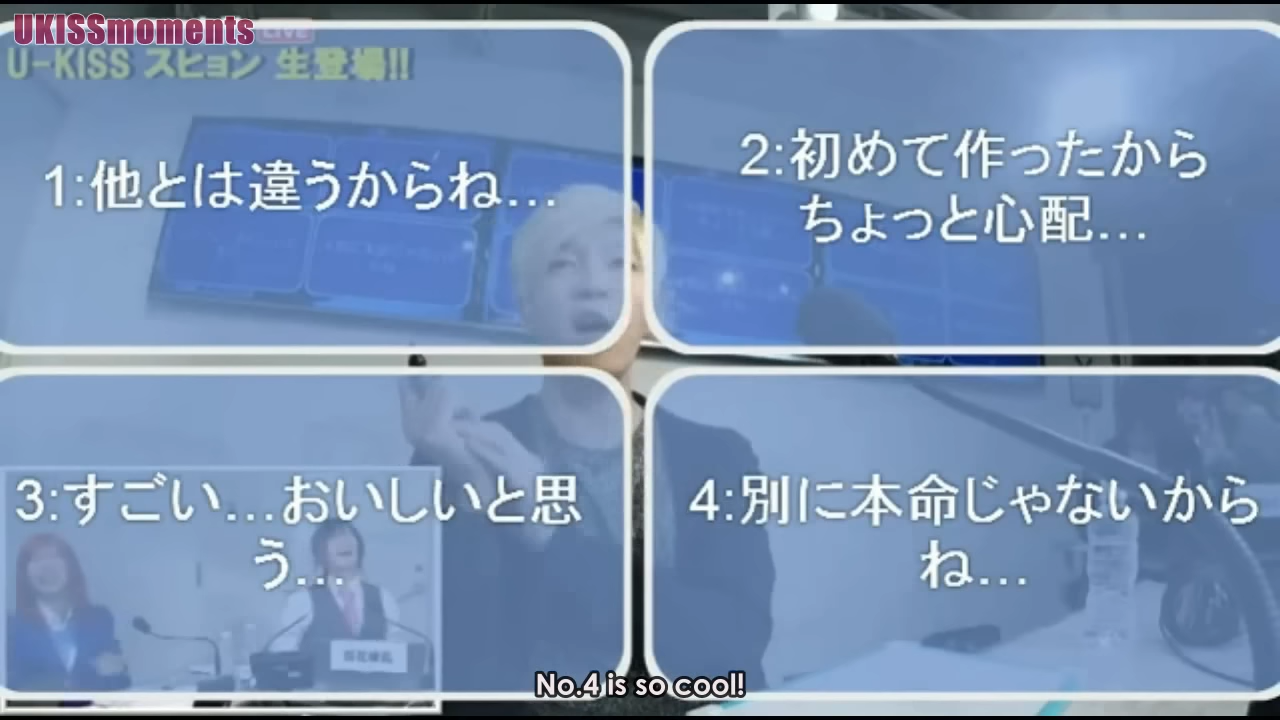 UKISSmoments
LIVE
U-KISS スヒョン 生登場!!
1:他とは違うからね...
2:初めて作ったから
ちょっと心配...
3:すごい...おいしいと思
う...
4:別に本命じゃないから
ね...
No.4 is so cool!